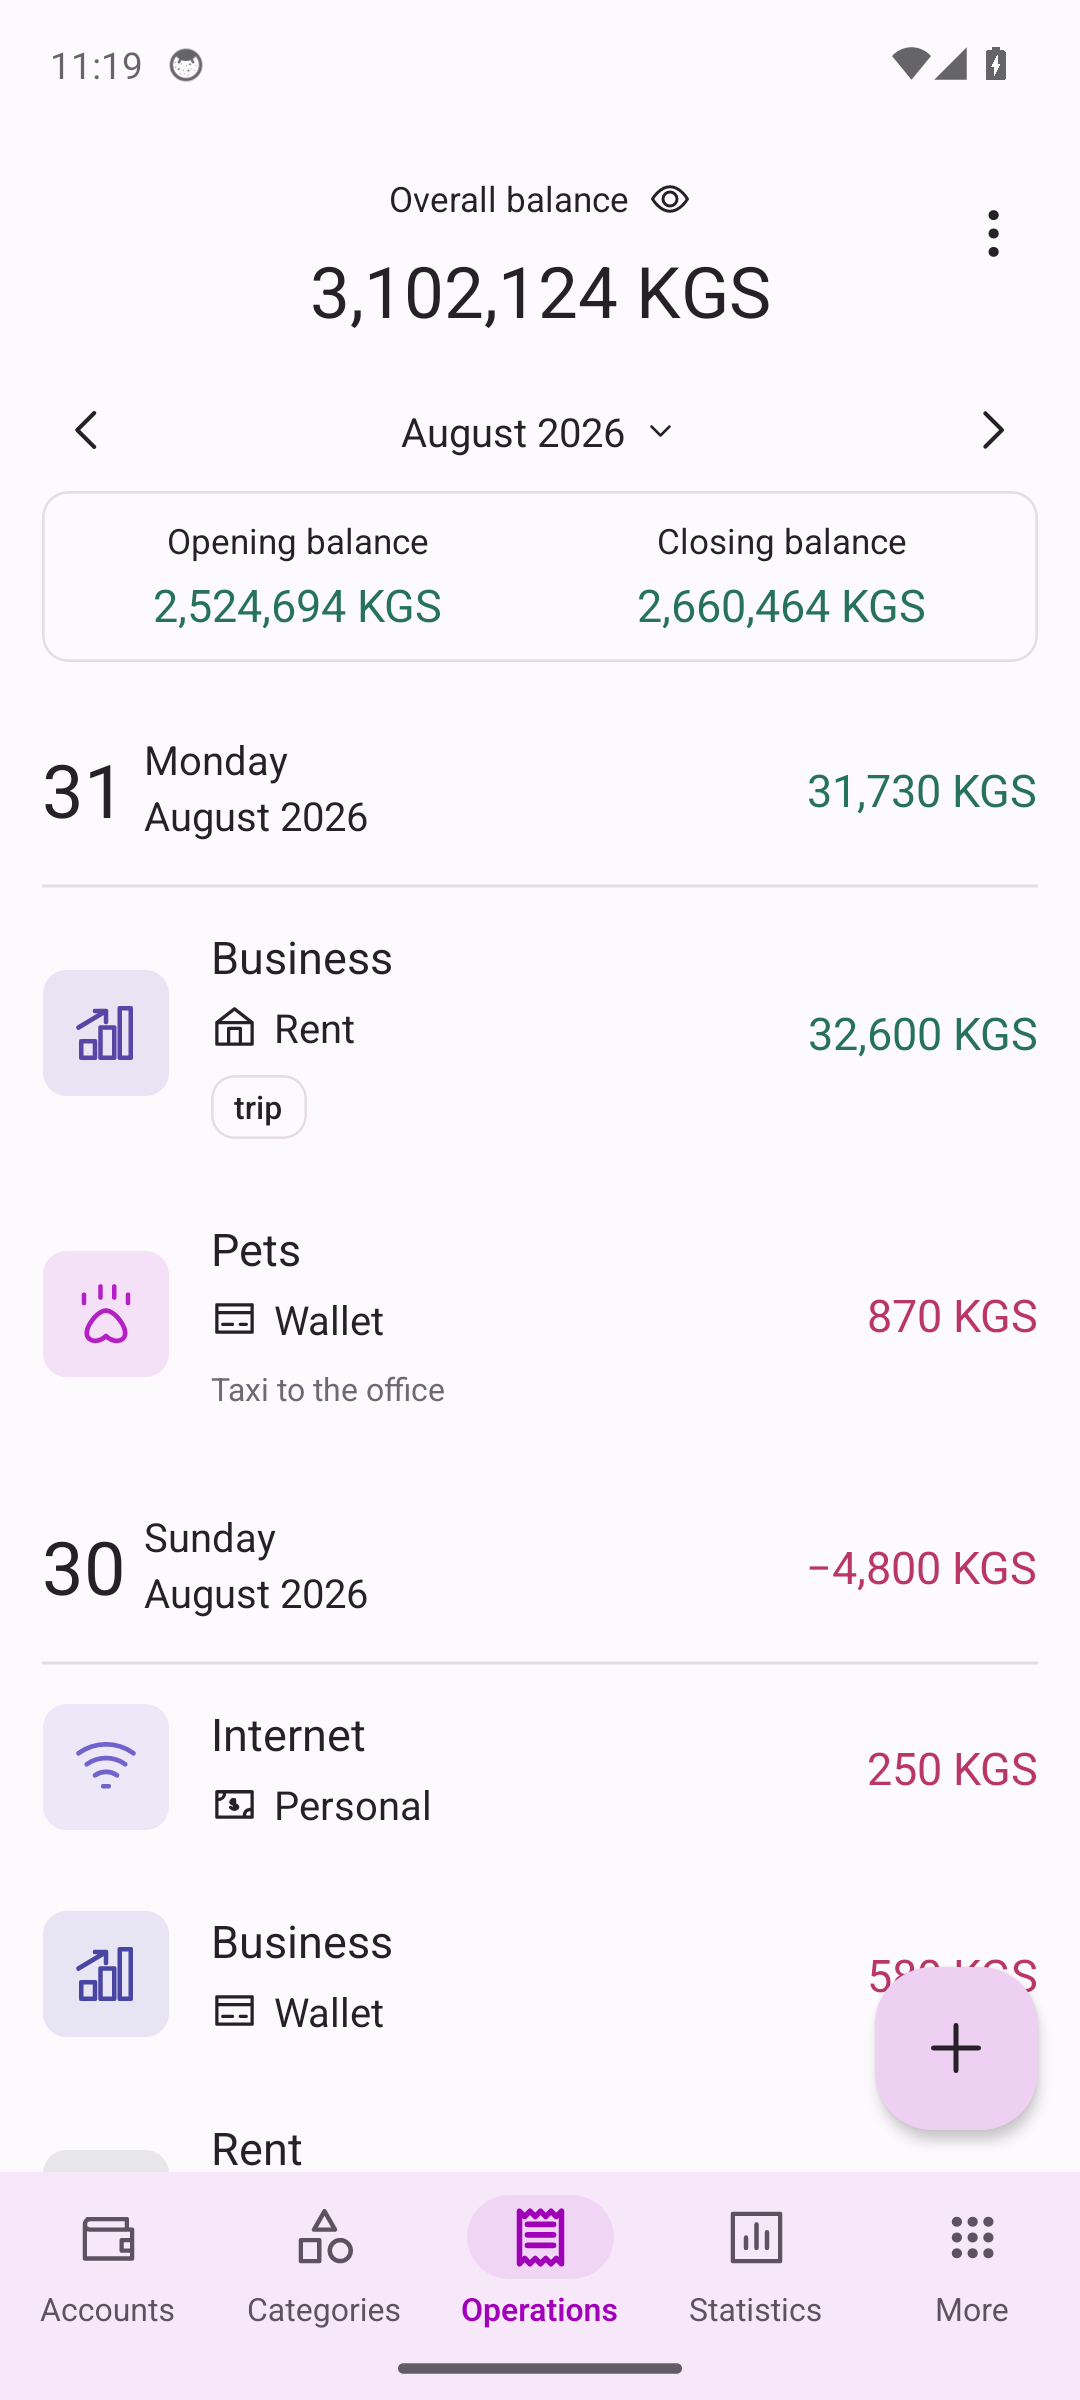 11:19
Overall balance
3,102,124 KGS
August 2026
Opening balance
2,524,694 KGS
Closing balance
2,660,464 KGS
31
Monday
August 2026
31,730 KGS
Business
Rent
32,600 KGS
trip
Pets
Wallet
870 KGS
Taxi to the office
30
Sunday
August 2026
−4,800 KGS
Internet
Personal
250 KGS
Business
Wallet
Rent
Accounts
Categories
Operations
Statistics
More